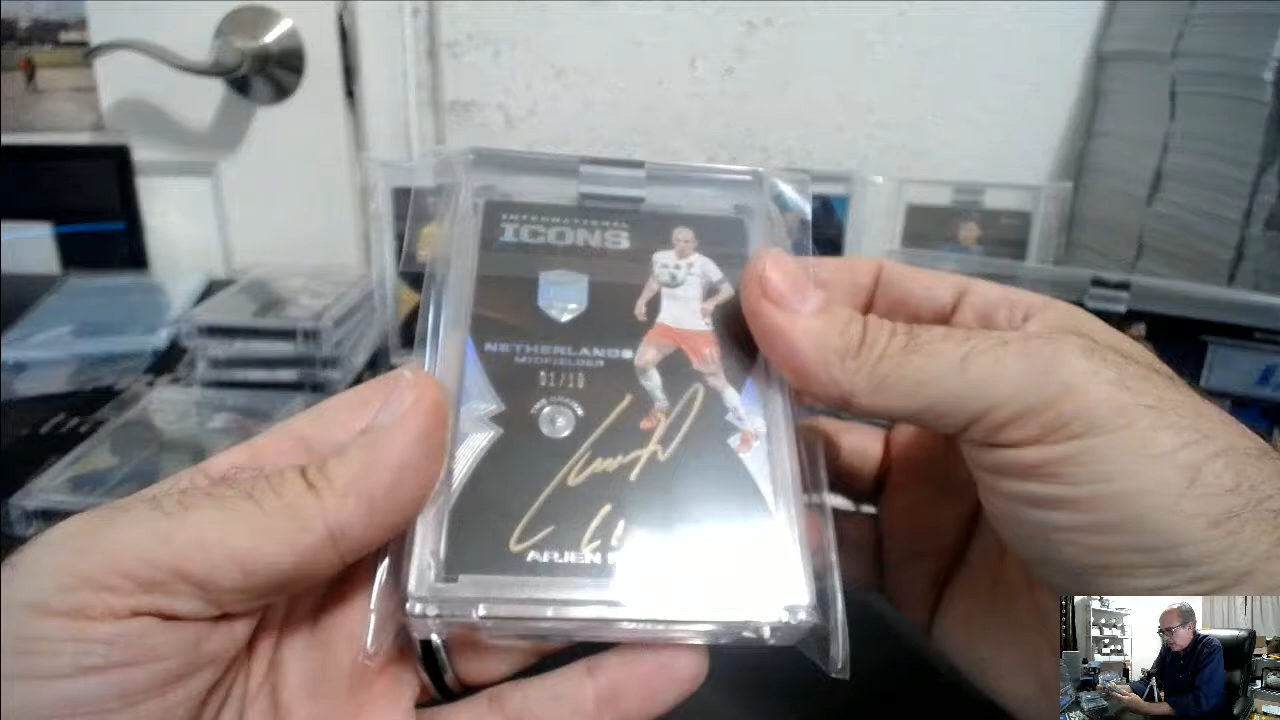 INTERNATIONAL
ICONS
NETHERLANDS
MIDFIELDER
01/10
ARJEN